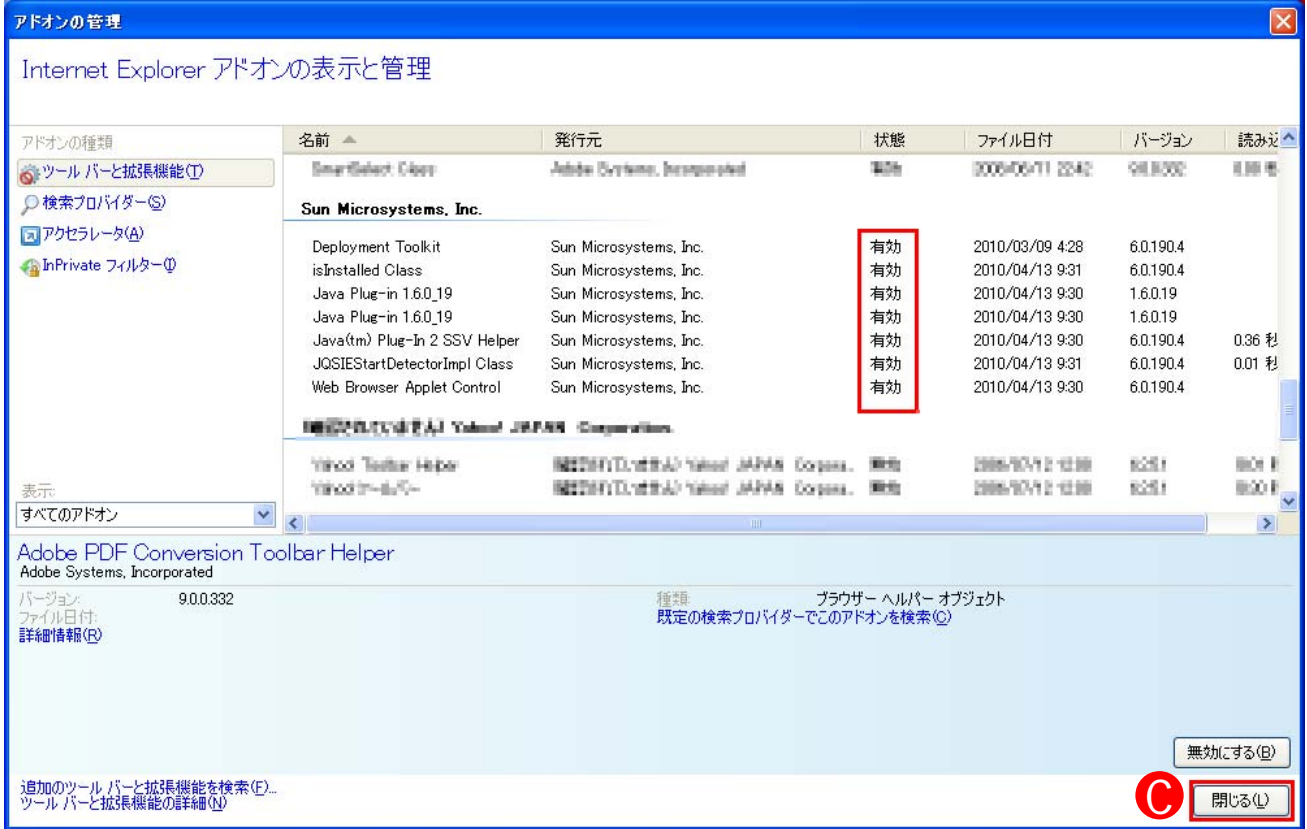 アドオンの管理
Internet Explorer アドオンの表示と管理
アドオンの種類
ツール バーと拡張機能(T)
検索プロバイダー(S)
アクセラレータ(A)
InPrivate フィルター(I)
表示:
すべてのアドオン
名前 発行元 状態 ファイル日付 バージョン 読み込
SmartSelect Class Adobe Systems, Incorporated
Sun Microsystems, Inc.
Deployment Toolkit Sun Microsystems, Inc. 有効 2010/03/09 4:28 6.0.190.4
isInstalled Class Sun Microsystems, Inc. 有効 2010/04/13 9:31 6.0.190.4
Java Plug-in 1.6.0_19 Sun Microsystems, Inc. 有効 2010/04/13 9:30 1.6.0.19
Java Plug-in 1.6.0_19 Sun Microsystems, Inc. 有効 2010/04/13 9:30 1.6.0.19
Java(tm) Plug-In 2 SSV Helper Sun Microsystems, Inc. 有効 2010/04/13 9:30 6.0.190.4 0.36 秒
JQSIEStartDetectorImpl Class Sun Microsystems, Inc. 有効 2010/04/13 9:31 6.0.190.4 0.01 秒
Web Browser Applet Control Sun Microsystems, Inc. 有効 2010/04/13 9:30 6.0.190.4
Yahoo! JAPAN Corporation
Yahoo! Toolbar Helper Yahoo! JAPAN
Adobe PDF Conversion Toolbar Helper
Adobe Systems, Incorporated
バージョン: 9.0.0.332 種類: ブラウザー ヘルパー オブジェクト
ファイル日付: 既定の検索プロバイダーでこのアドオンを検索(C)
詳細情報(R)
無効にする(B)
追加のツール バーと拡張機能を検索(F)...
ツール バーと拡張機能の詳細(N)
C 閉じる(L)